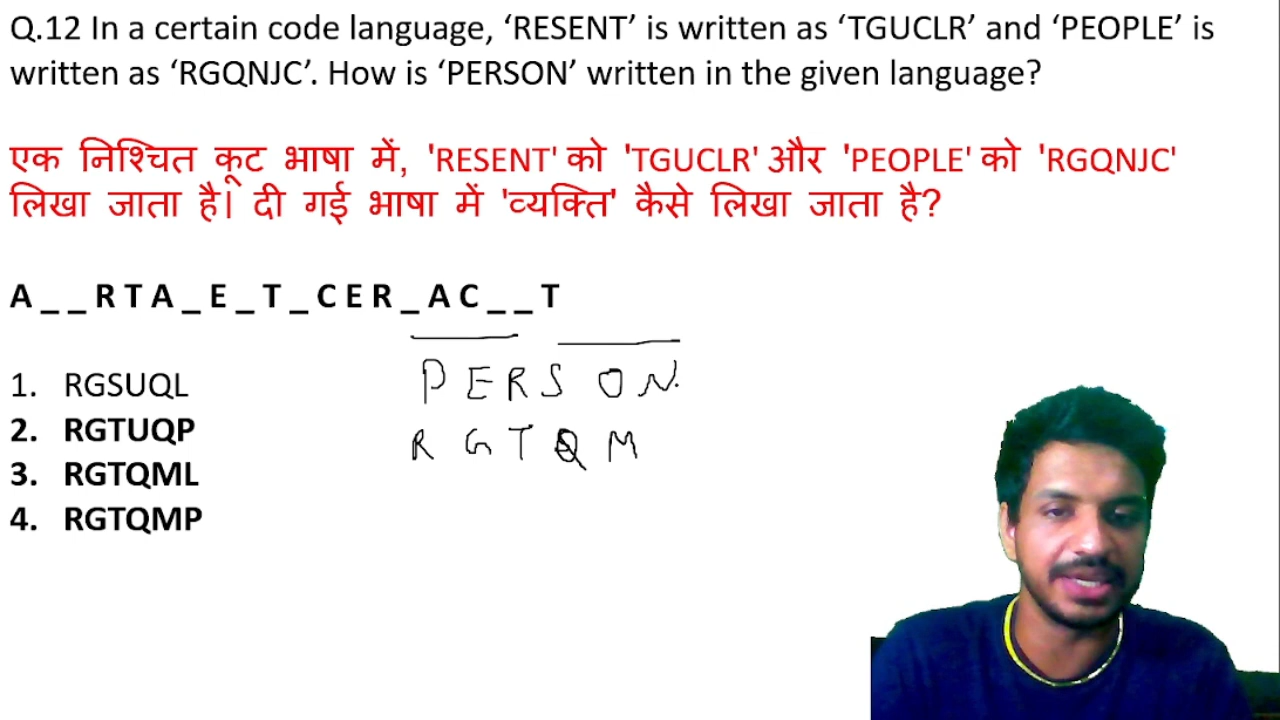 Q.12 In a certain code language, ‘RESENT’ is written as ‘TGUCLR’ and ‘PEOPLE’ is
written as ‘RGQNJC’. How is ‘PERSON’ written in the given language?
एक निश्चित कूट भाषा में, 'RESENT' को 'TGUCLR' और 'PEOPLE' को 'RGQNJC'
लिखा जाता है। दी गई भाषा में 'व्यक्ति' कैसे लिखा जाता है?
A _ _ R T A _ E _ T _ C E R _ A C _ _ T
PERSON
1. RGSUQL
RGTQM
2. RGTUQP
3. RGTQML
4. RGTQMP